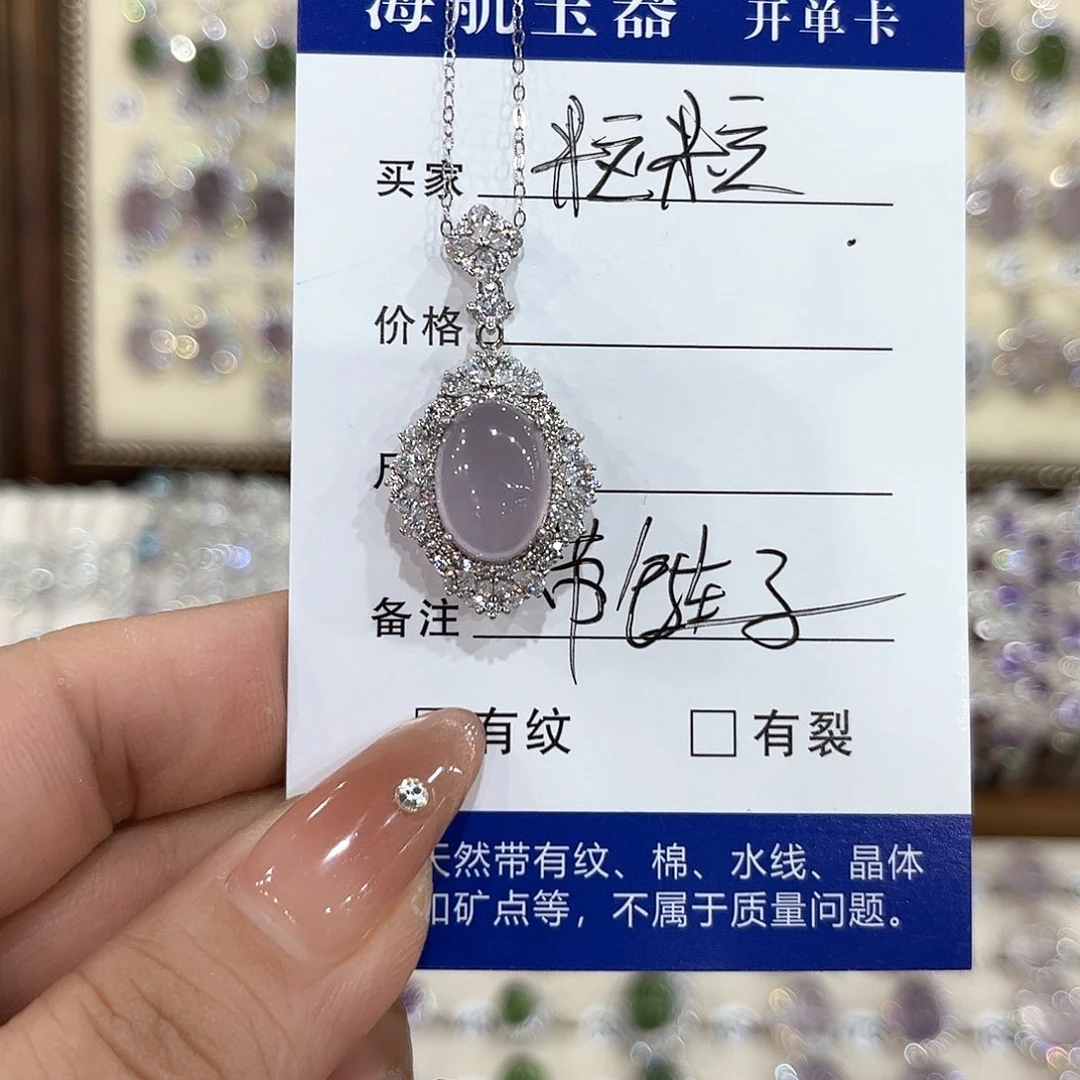 海航玉器 开单卡
买家 粒粒
价格
备注 带链子
有纹 有裂
天然带有纹、棉、水线、晶体
如矿点等，不属于质量问题。